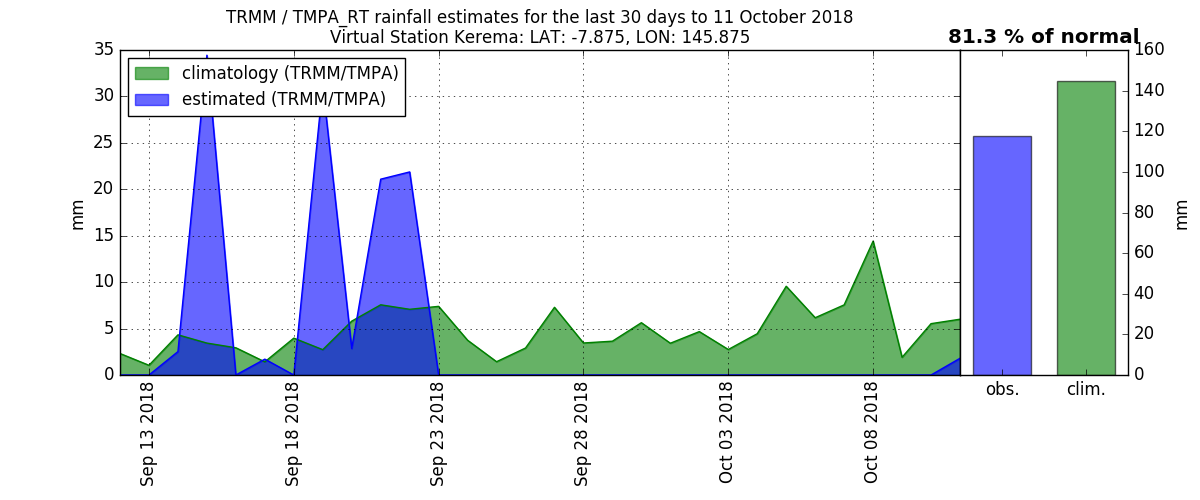 TRMM / TMPA_RT rainfall estimates for the last 30 days to 11 October 2018
Virtual Station Kerema: LAT: -7.875, LON: 145.875
81.3 % of normal
climatology (TRMM/TMPA)
estimated (TRMM/TMPA)
35
30
25
20
15
10
5
0
mm
Sep 13 2018
Sep 18 2018
Sep 23 2018
Sep 28 2018
Oct 03 2018
Oct 08 2018
160
140
120
100
80
60
40
20
0
mm
obs.
clim.